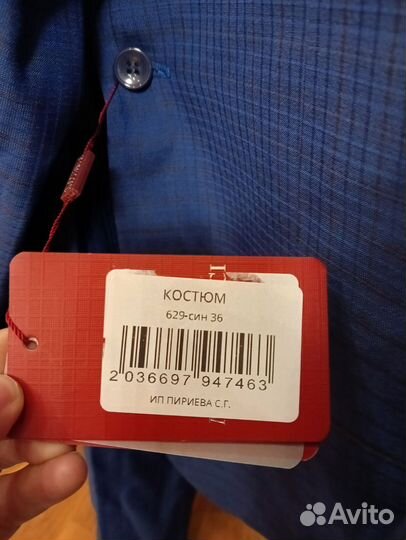 КОСТЮМ
629-син 36
2 036697 947463
ИП ПИРИЕВА С.Г.
Avito